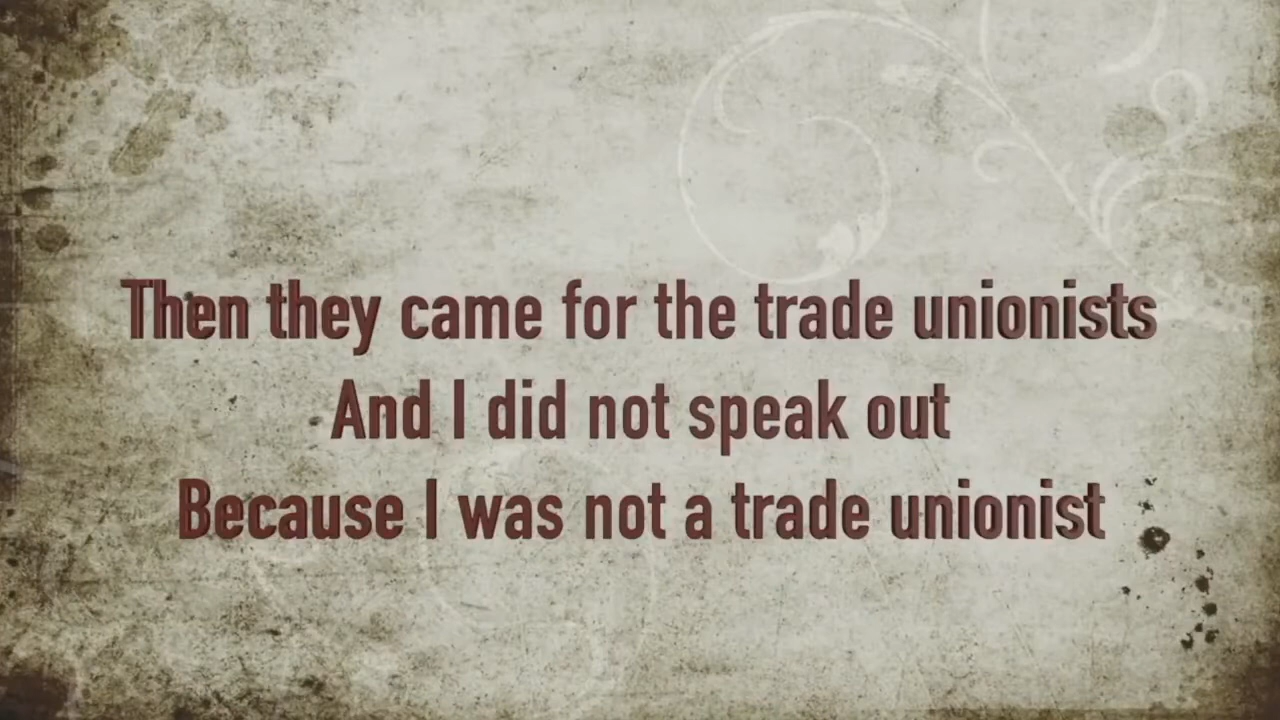 Then they came for the trade unionists
And I did not speak out
Because I was not a trade unionist